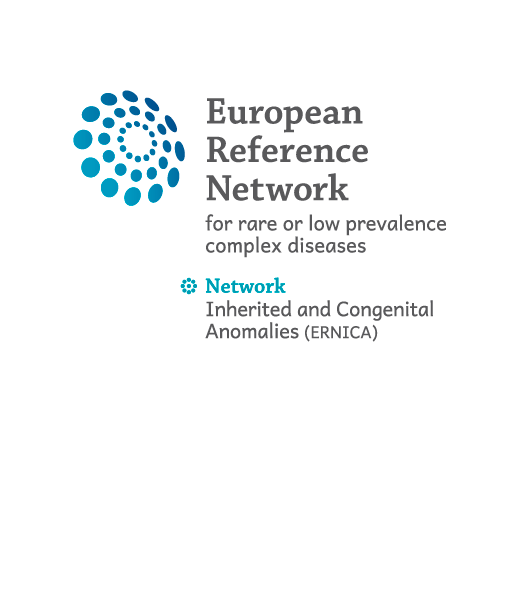 European
Reference
Network
for rare or low prevalence
complex diseases
Network
Inherited and Congenital
Anomalies (ERNICA)